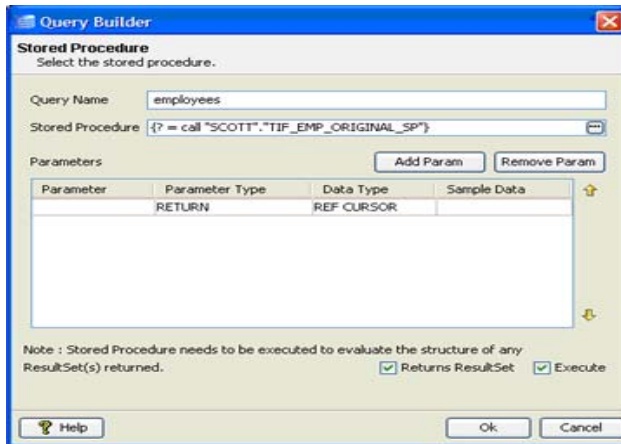 Query Builder
Stored Procedure
Select the stored procedure.
Query Name employees
Stored Procedure {? = call "SCOTT"."TIF_EMP_ORIGINAL_SP"}
Parameters Add Param Remove Param
Parameter Parameter Type Data Type Sample Data
RETURN REF CURSOR
Note : Stored Procedure needs to be executed to evaluate the structure of any
ResultSet(s) returned. Returns ResultSet Execute
Help Ok Cancel